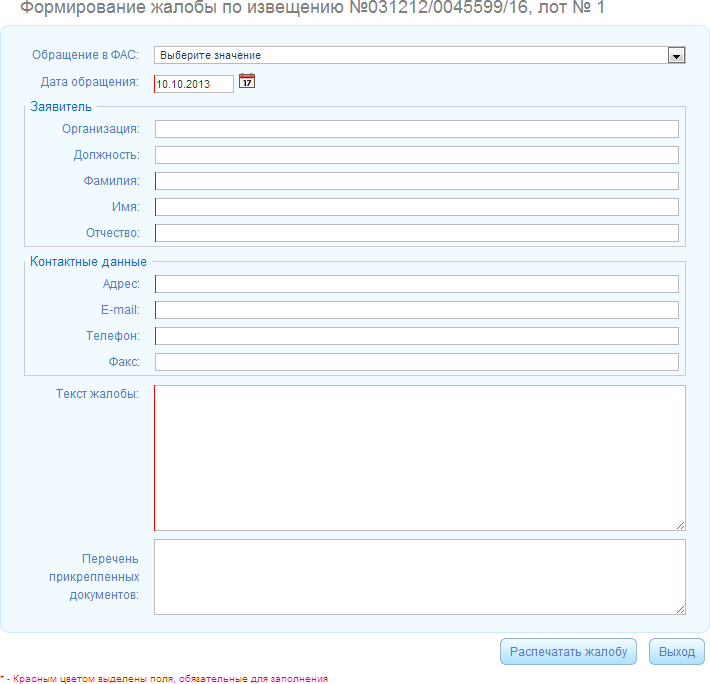 Формирование жалобы по извещению №031212/0045599/16, лот № 1
Обращение в ФАС: Выберите значение
Дата обращения: 10.10.2013 17
Заявитель
Организация:
Должность:
Фамилия:
Имя:
Отчество:
Контактные данные
Адрес:
E-mail:
Телефон:
Факс:
Текст жалобы:
Перечень
прикрепленных
документов:
Распечатать жалобу Выход
* - Красным цветом выделены поля, обязательные для заполнения